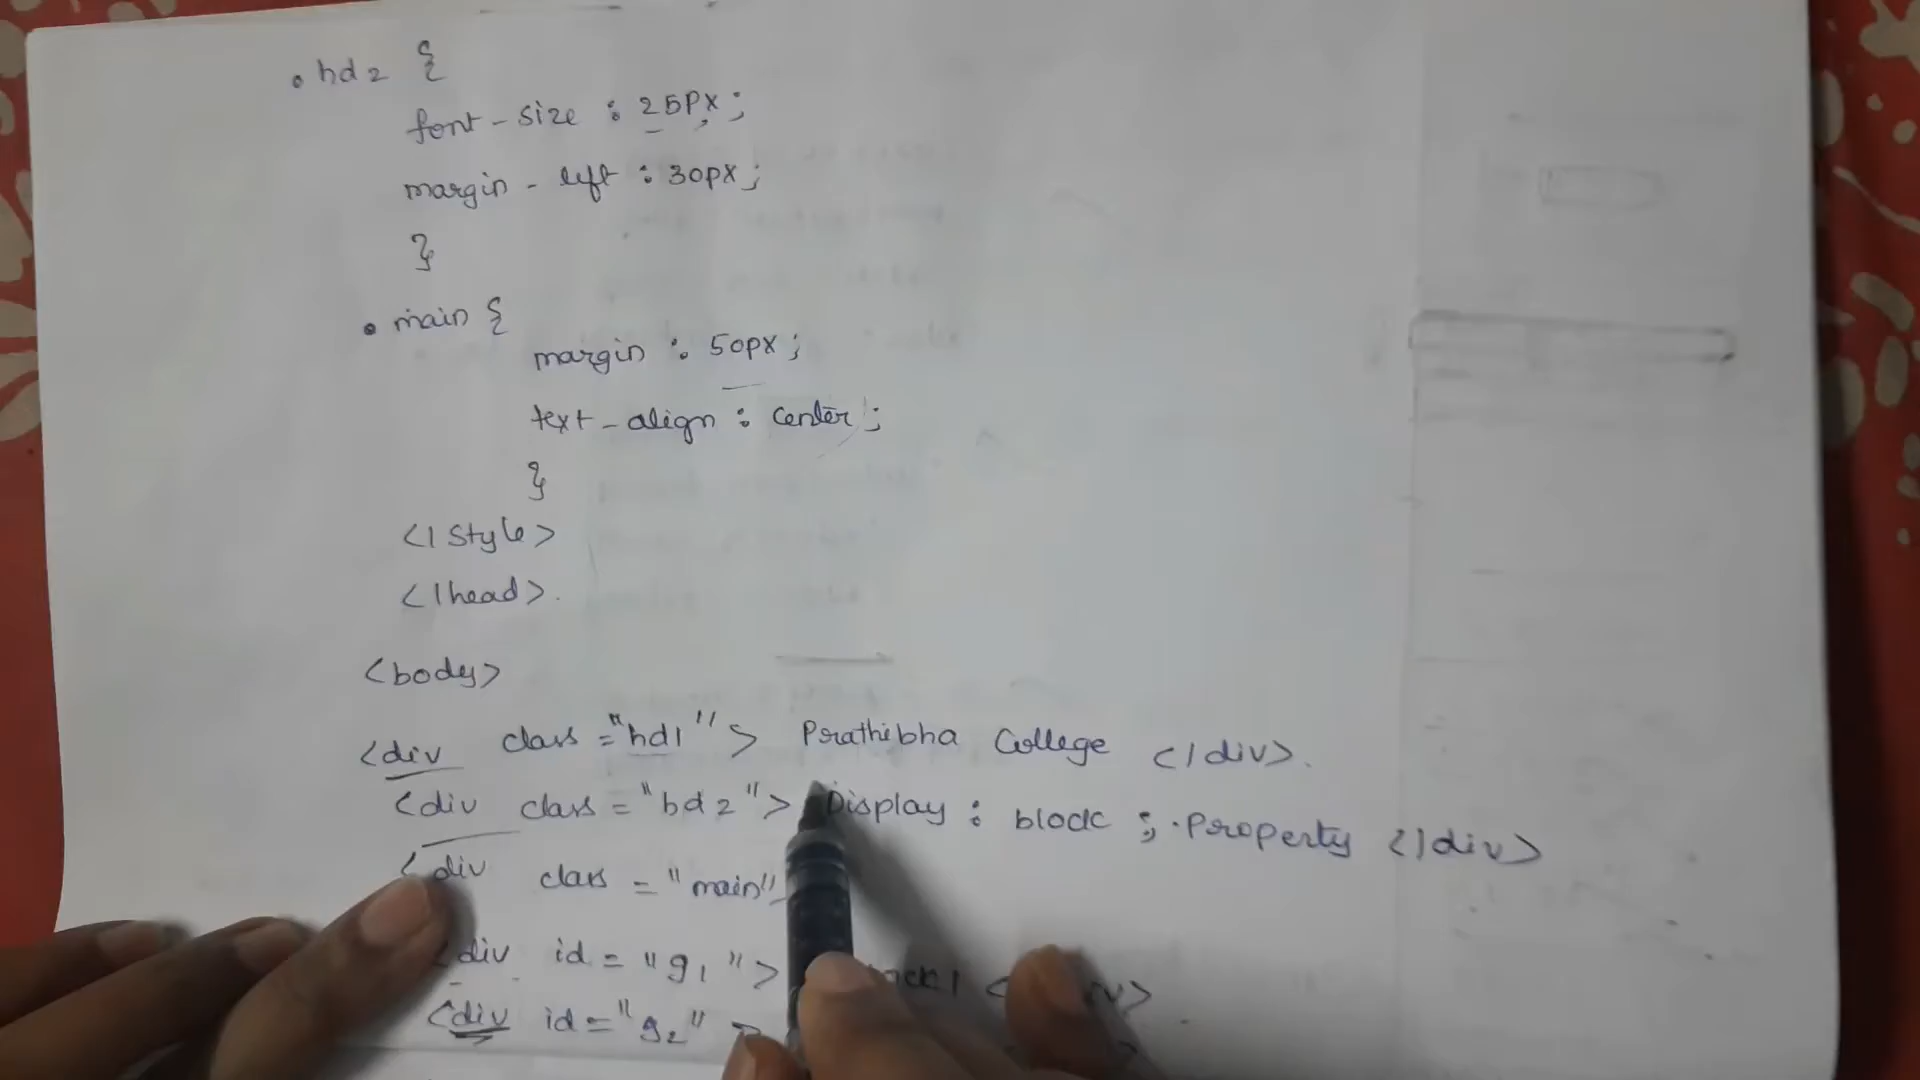 .hd2 {
font-size : 25px;
margin-left : 30px;
}
.main {
margin : 50px;
text-align : center;
}
</style>
</head>.
<body>
<div class="hd1"> Prathibha College </div>.
<div class="hd2"> Display : block ; Property </div>
<div class = "main"
<div id = "g1">
<div id="g2" >